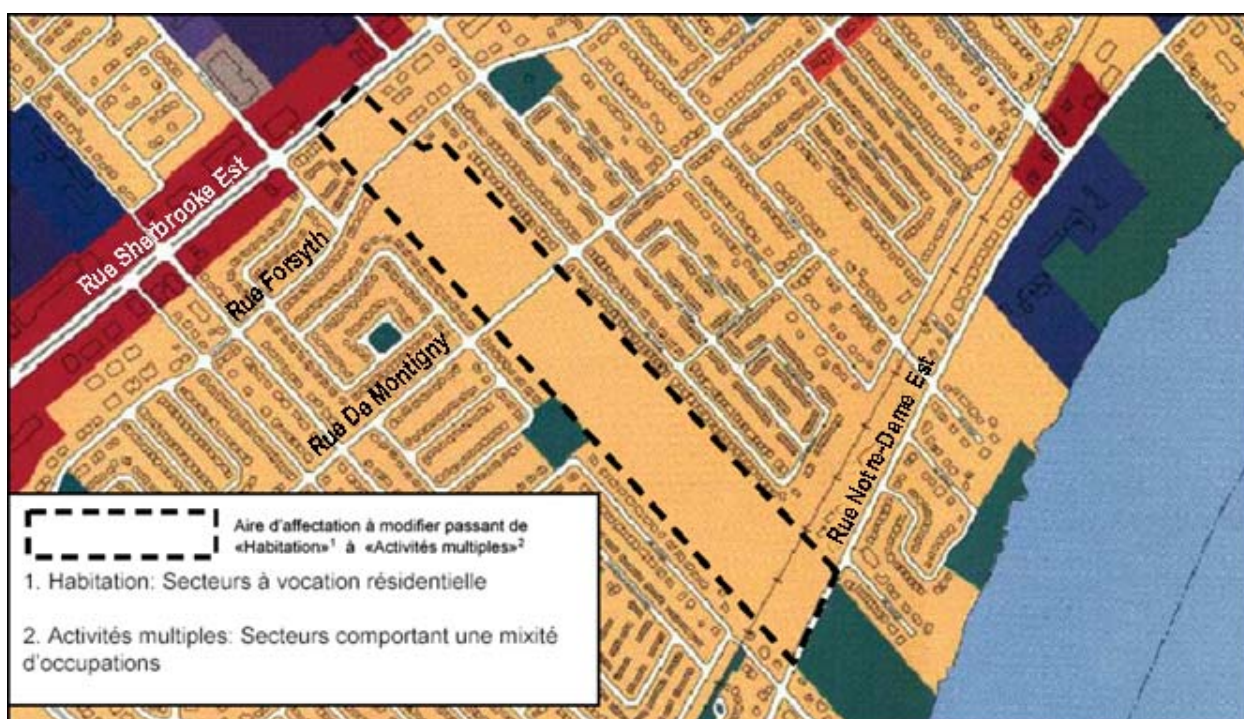 Rue Sherbrooke Est
Rue Forsyth
Rue De Montigny
Rue Notre-Dame Est
Aire d'affectation à modifier passant de
«Habitation»¹ à «Activités multiples»²
1. Habitation: Secteurs à vocation résidentielle
2. Activités multiples: Secteurs comportant une mixité
d'occupations